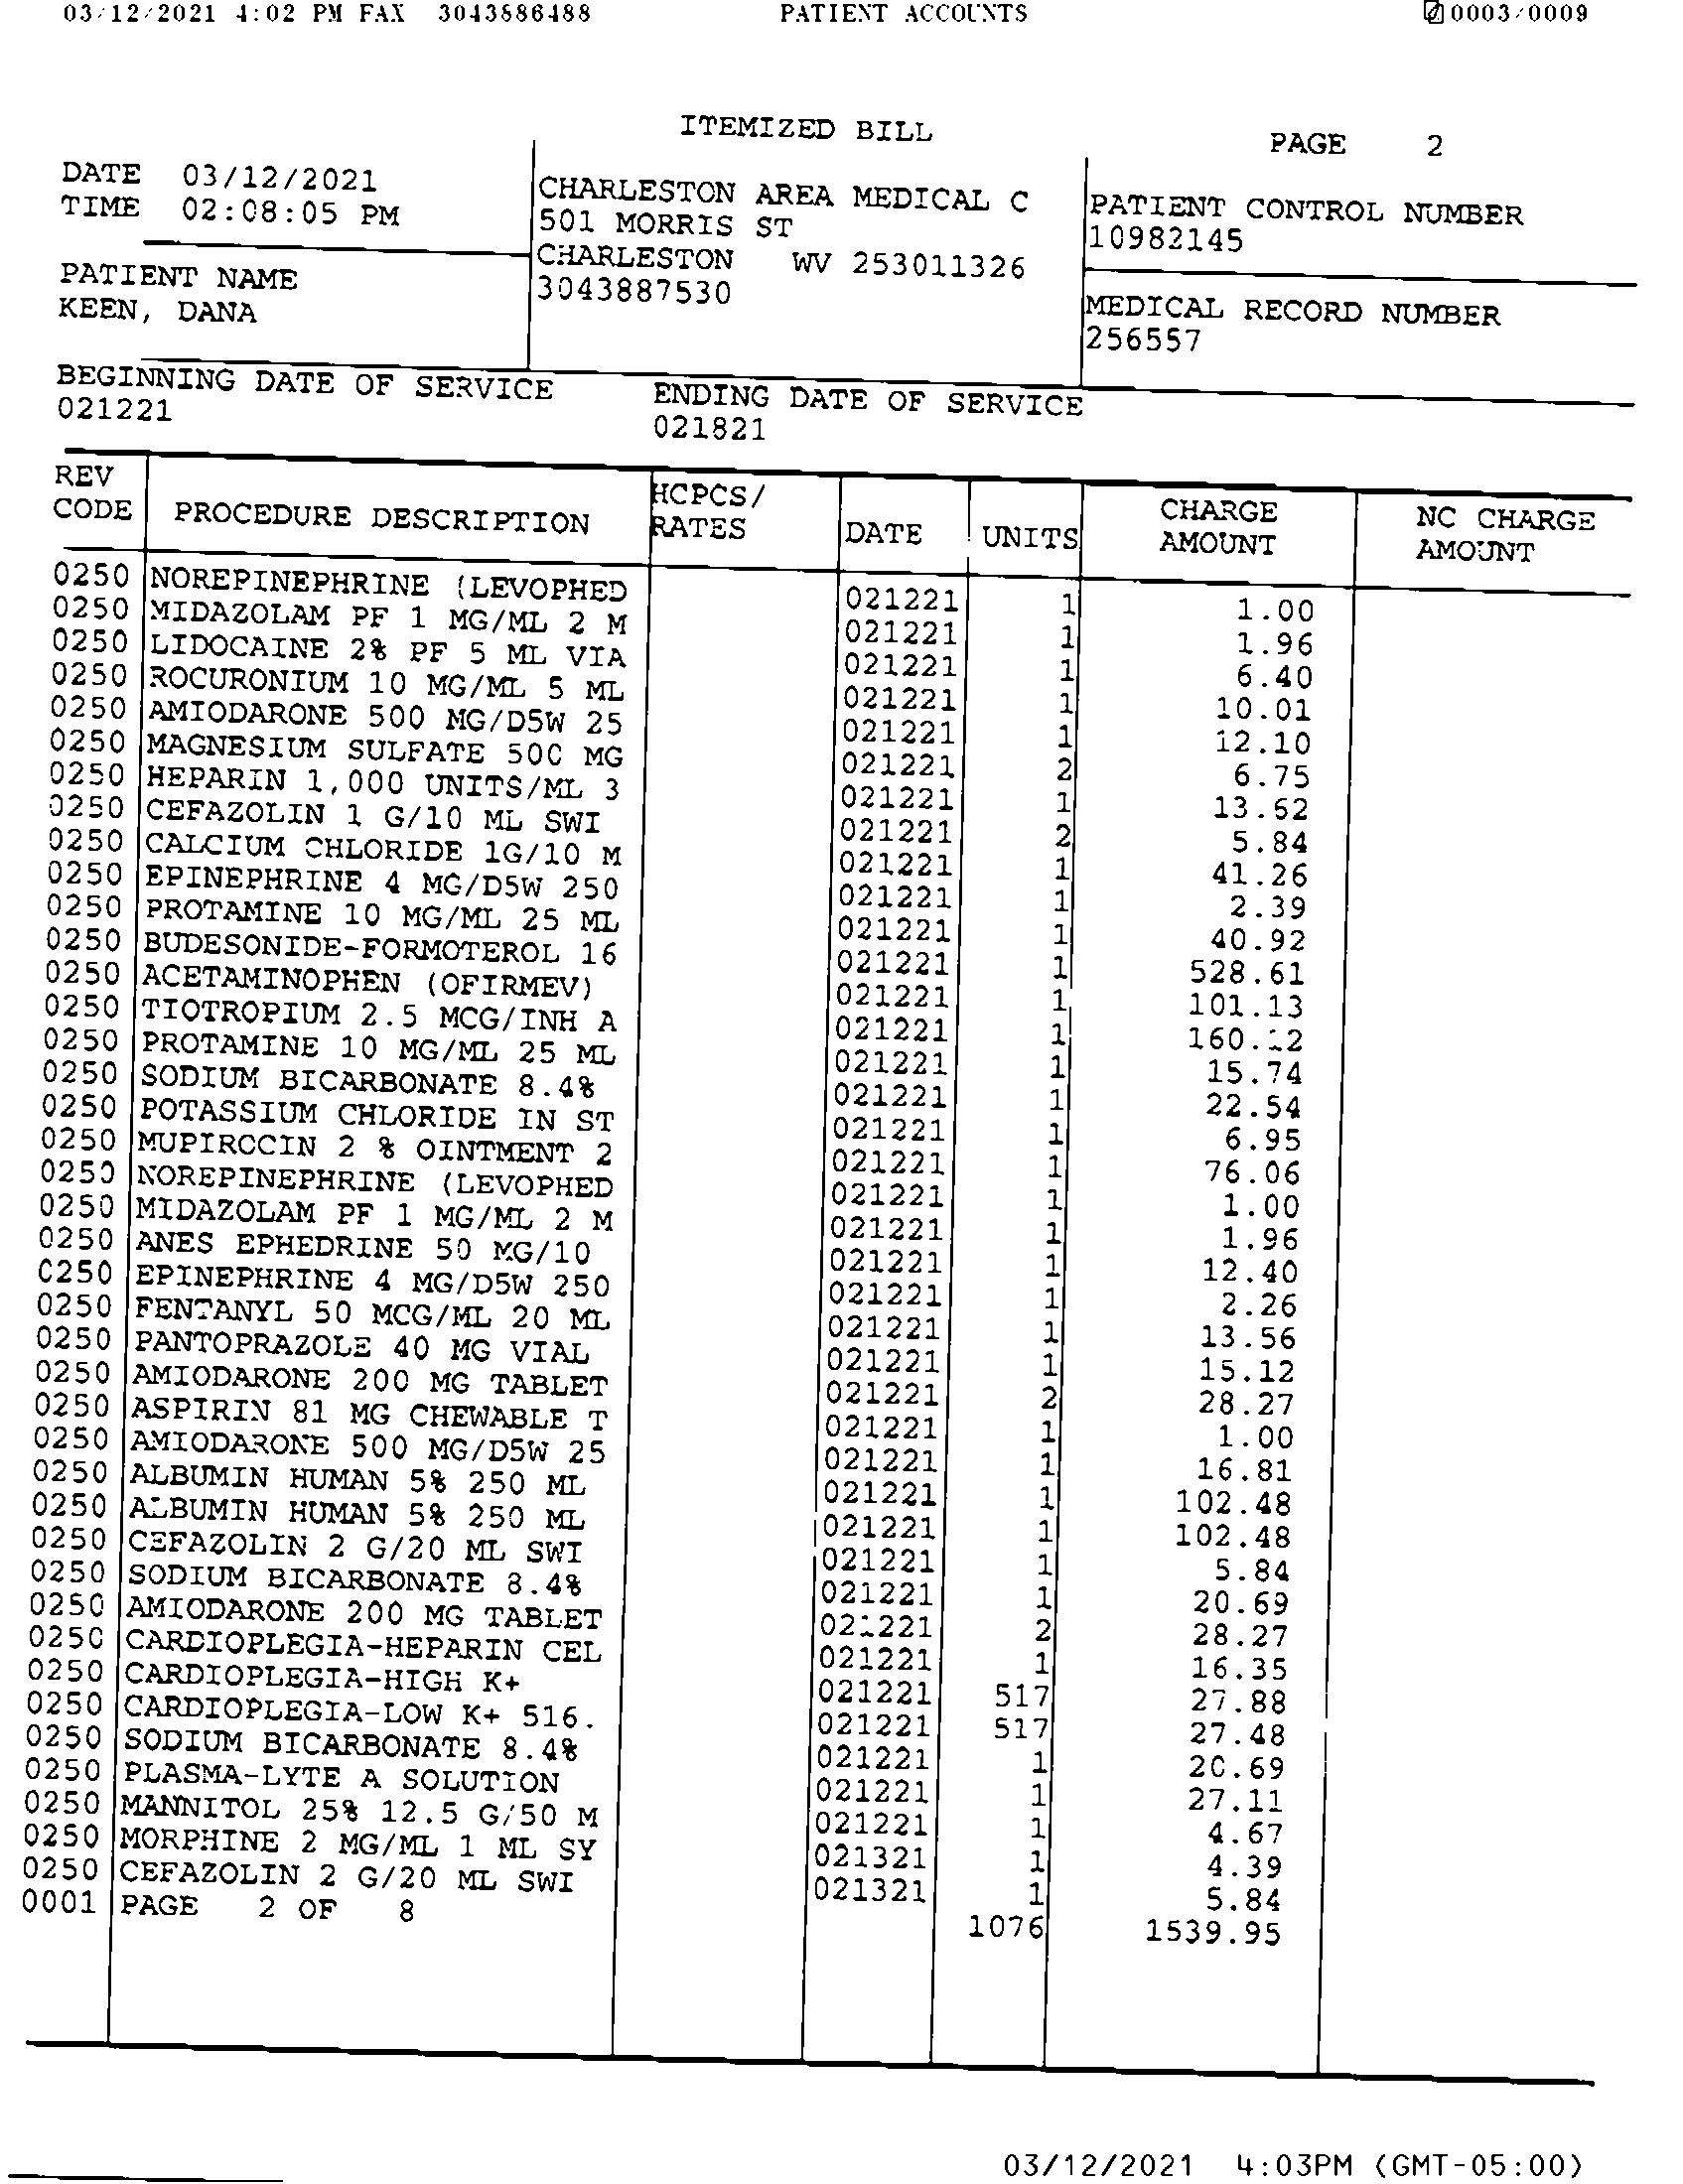 03/12/2021 4:02 PM FAX 3043886488 PATIENT ACCOUNTS 0003/0009
ITEMIZED BILL PAGE 2
DATE 03/12/2021
TIME 02:08:05 PM
CHARLESTON AREA MEDICAL C
501 MORRIS ST
CHARLESTON WV 253011326
3043887530
PATIENT CONTROL NUMBER
10982145
PATIENT NAME
KEEN, DANA
MEDICAL RECORD NUMBER
256557
BEGINNING DATE OF SERVICE
021221
ENDING DATE OF SERVICE
021821
REV CODE PROCEDURE DESCRIPTION HCPCS/ RATES DATE UNITS CHARGE AMOUNT NC CHARGE AMOUNT
0250 NOREPINEPHRINE (LEVOPHED 021221 1 1.00
0250 MIDAZOLAM PF 1 MG/ML 2 M 021221 1 1.96
0250 LIDOCAINE 2% PF 5 ML VIA 021221 1 6.40
0250 ROCURONIUM 10 MG/ML 5 ML 021221 1 10.01
0250 AMIODARONE 500 MG/D5W 25 021221 1 12.10
0250 MAGNESIUM SULFATE 500 MG 021221 2 6.75
0250 HEPARIN 1,000 UNITS/ML 3 021221 1 13.62
0250 CEFAZOLIN 1 G/10 ML SWI 021221 2 5.84
0250 CALCIUM CHLORIDE 1G/10 M 021221 1 41.26
0250 EPINEPHRINE 4 MG/D5W 250 021221 1 2.39
0250 PROTAMINE 10 MG/ML 25 ML 021221 1 40.92
0250 BUDESONIDE-FORMOTEROL 16 021221 1 528.61
0250 ACETAMINOPHEN (OFIRMEV) 021221 1 101.13
0250 TIOTROPIUM 2.5 MCG/INH A 021221 1 160.12
0250 PROTAMINE 10 MG/ML 25 ML 021221 1 15.74
0250 SODIUM BICARBONATE 8.4% 021221 1 22.54
0250 POTASSIUM CHLORIDE IN ST 021221 1 6.95
0250 MUPIROCIN 2 % OINTMENT 2 021221 1 76.06
0250 NOREPINEPHRINE (LEVOPHED 021221 1 1.00
0250 MIDAZOLAM PF 1 MG/ML 2 M 021221 1 1.96
0250 ANES EPHEDRINE 50 MG/10 021221 1 12.40
0250 EPINEPHRINE 4 MG/D5W 250 021221 1 2.26
0250 FENTANYL 50 MCG/ML 20 ML 021221 1 13.56
0250 PANTOPRAZOLE 40 MG VIAL 021221 1 15.12
0250 AMIODARONE 200 MG TABLET 021221 2 28.27
0250 ASPIRIN 81 MG CHEWABLE T 021221 1 1.00
0250 AMIODARONE 500 MG/D5W 25 021221 1 16.81
0250 ALBUMIN HUMAN 5% 250 ML 021221 1 102.48
0250 ALBUMIN HUMAN 5% 250 ML 021221 1 102.48
0250 CEFAZOLIN 2 G/20 ML SWI 021221 1 5.84
0250 SODIUM BICARBONATE 8.4% 021221 1 20.69
0250 AMIODARONE 200 MG TABLET 021221 2 28.27
0250 CARDIOPLEGIA-HEPARIN CEL 021221 1 16.35
0250 CARDIOPLEGIA-HIGH K+ 021221 517 27.88
0250 CARDIOPLEGIA-LOW K+ 516. 021221 517 27.48
0250 SODIUM BICARBONATE 8.4% 021221 1 20.69
0250 PLASMA-LYTE A SOLUTION 021221 1 27.11
0250 MANNITOL 25% 12.5 G/50 M 021221 1 4.67
0250 MORPHINE 2 MG/ML 1 ML SY 021321 1 4.39
0250 CEFAZOLIN 2 G/20 ML SWI 021321 1 5.84
0001 PAGE 2 OF 8 1076 1539.95
03/12/2021 4:03PM (GMT-05:00)